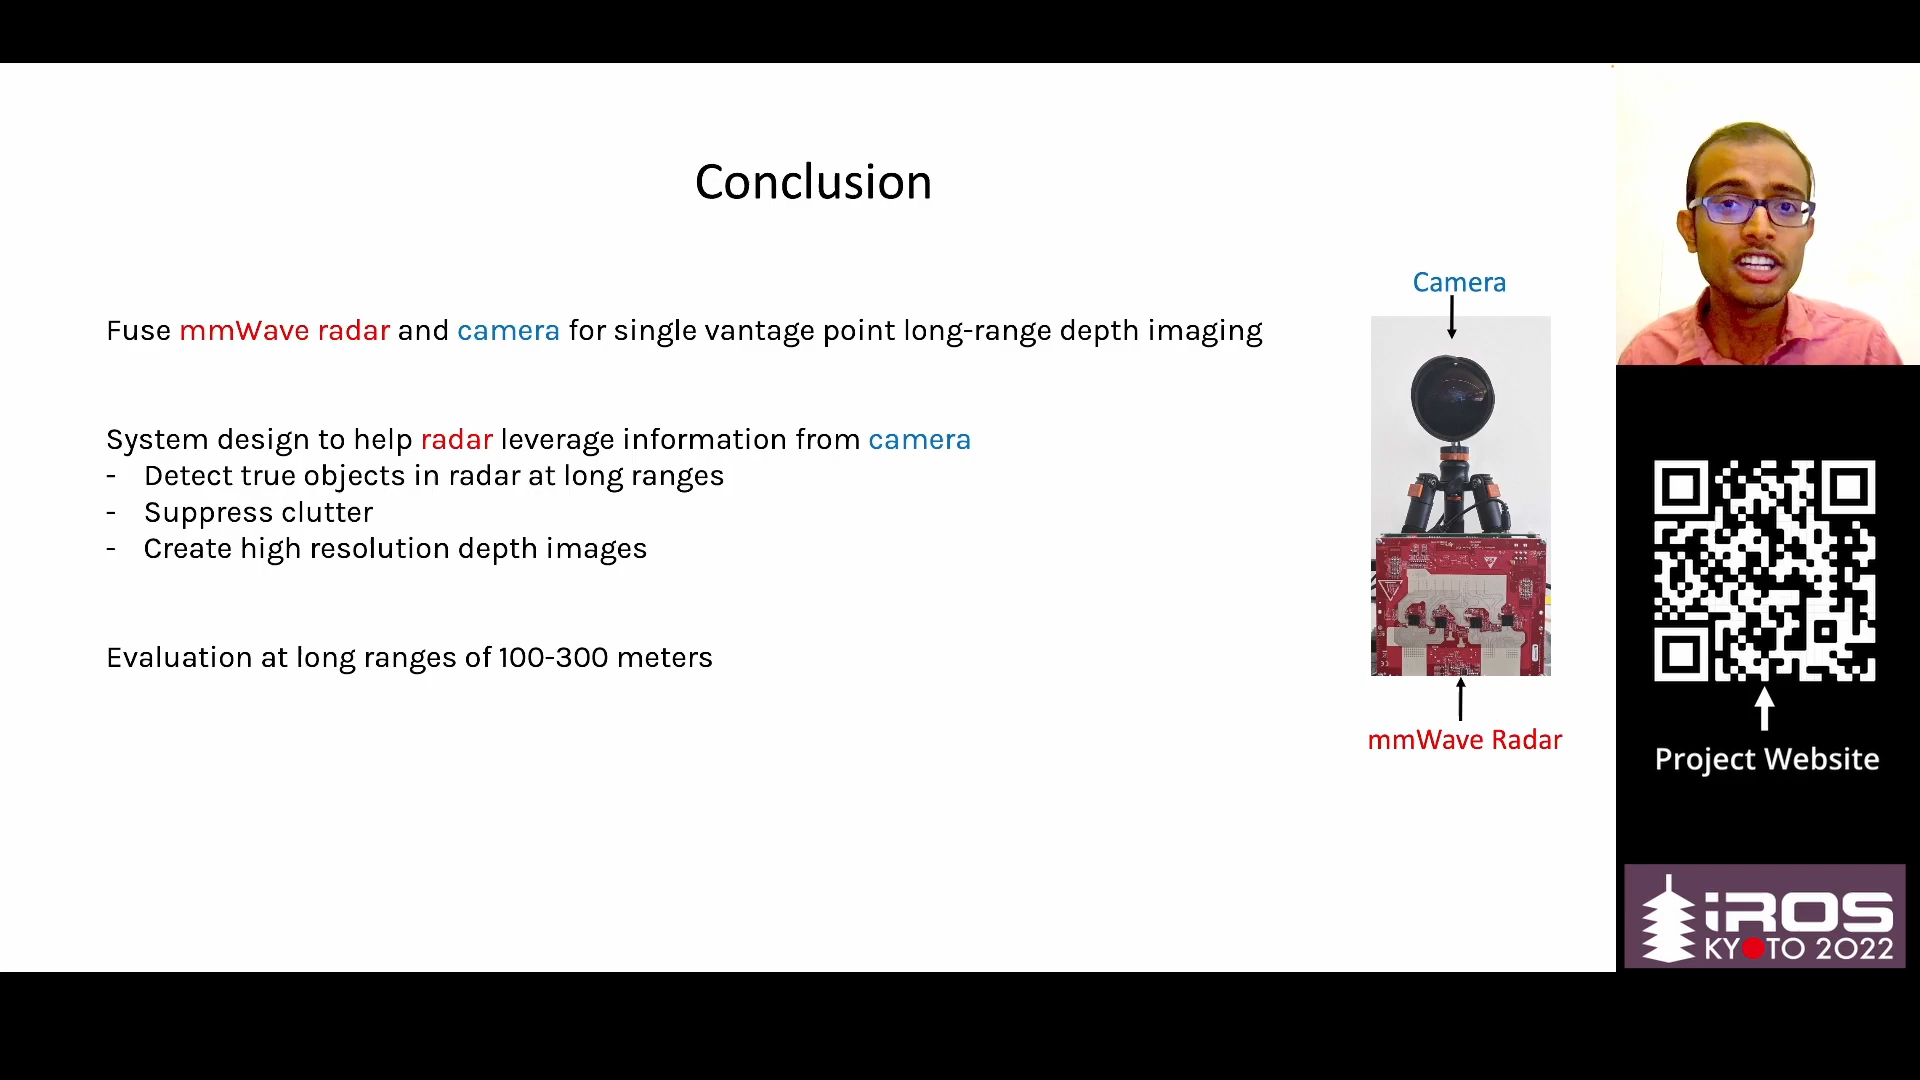 Conclusion
Fuse mmWave radar and camera for single vantage point long-range depth imaging
System design to help radar leverage information from camera
- Detect true objects in radar at long ranges
- Suppress clutter
- Create high resolution depth images
Evaluation at long ranges of 100-300 meters
Camera
mmWave Radar
Project Website
iROS
KYOTO 2022